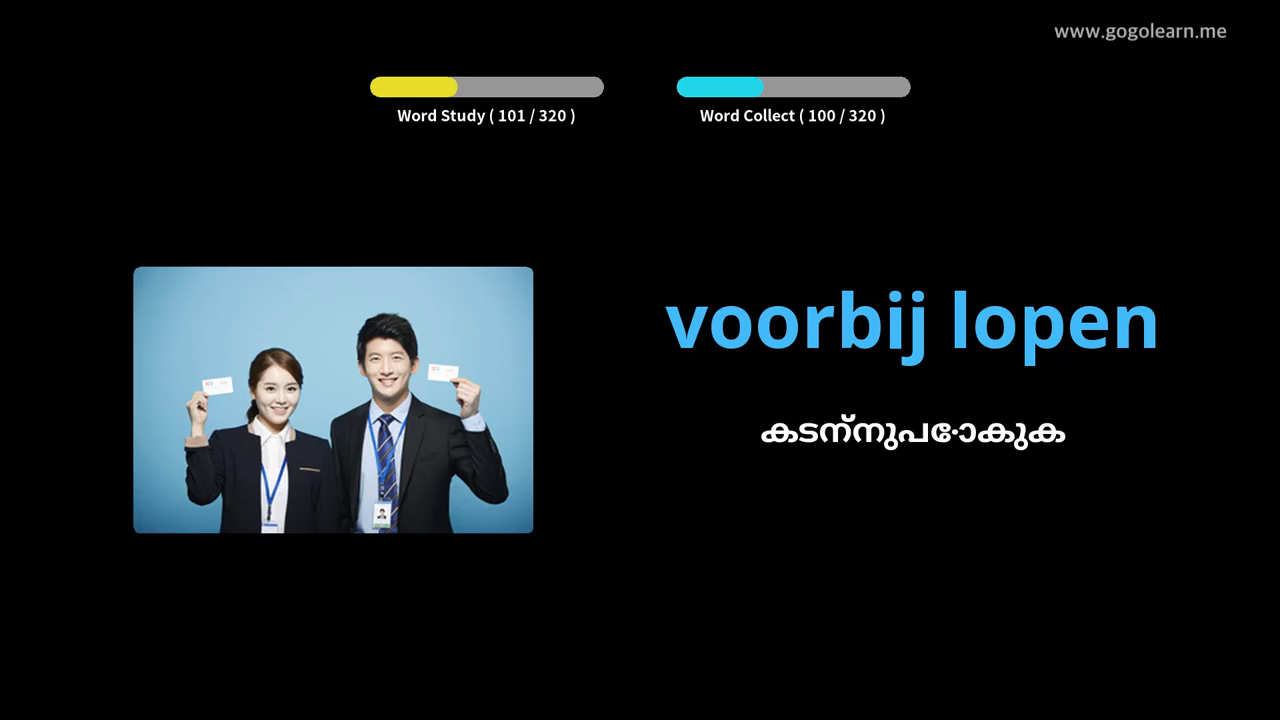 www.gogolearn.me
Word Study ( 101 / 320 )
Word Collect ( 100 / 320 )
voorbij lopen
കടന്നുപോകുക